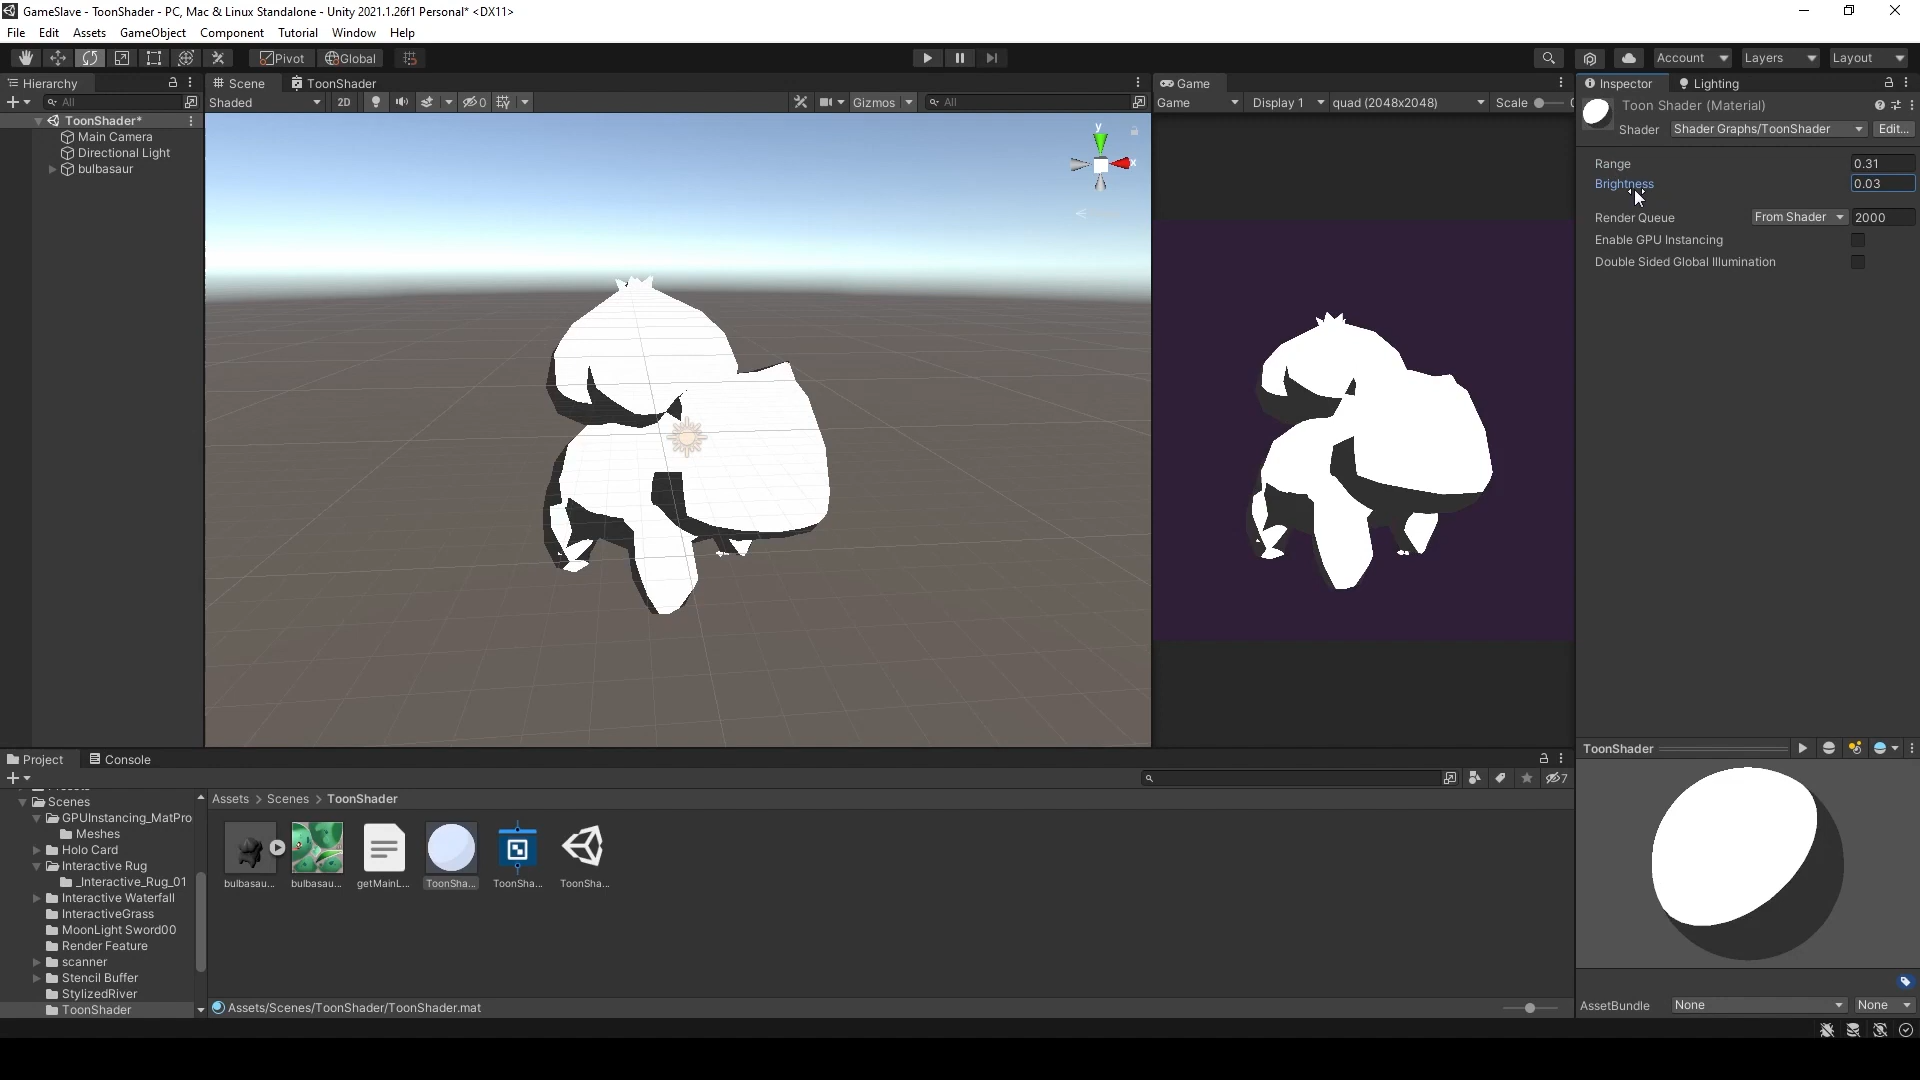 GameSlave - ToonShader - PC, Mac & Linux Standalone - Unity 2021.1.26f1 Personal* <DX11>
File Edit Assets GameObject Component Tutorial Window Help
Pivot Global Account Layers Layout
Hierarchy
All
ToonShader*
Main Camera
Directional Light
bulbasaur
Scene ToonShader
Shaded 2D 0 Gizmos All
y
x
Game
Game Display 1 quad (2048x2048) Scale
Inspector Lighting
Toon Shader (Material)
Shader Shader Graphs/ToonShader Edit...
Range 0.31
Brightness 0.03
Render Queue From Shader 2000
Enable GPU Instancing
Double Sided Global Illumination
Project Console
7
Scenes
GPUInstancing_MatPro
Meshes
Holo Card
Interactive Rug
_Interactive_Rug_01
Interactive Waterfall
InteractiveGrass
MoonLight Sword00
Render Feature
scanner
Stencil Buffer
StylizedRiver
ToonShader
Assets > Scenes > ToonShader
bulbasau... bulbasau... getMainL... ToonSha... ToonSha... ToonSha...
Assets/Scenes/ToonShader/ToonShader.mat
ToonShader
AssetBundle None None